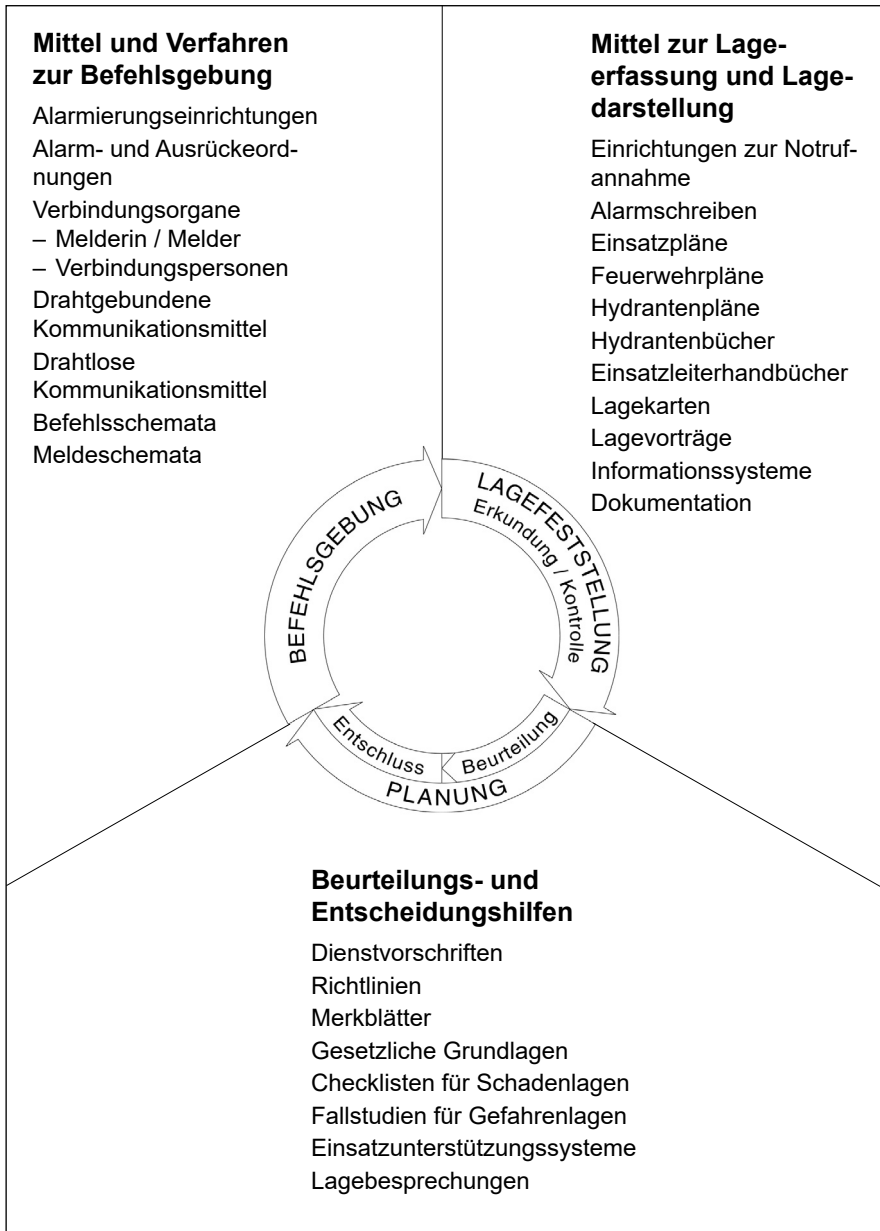 Mittel und Verfahren
zur Befehlsgebung
Alarmierungseinrichtungen
Alarm- und Ausrückeord-
nungen
Verbindungsorgane
– Melderin / Melder
– Verbindungspersonen
Drahtgebundene
Kommunikationsmittel
Drahtlose
Kommunikationsmittel
Befehlsschemata
Meldeschemata
Mittel zur Lage-
erfassung und Lage-
darstellung
Einrichtungen zur Notruf-
annahme
Alarmschreiben
Einsatzpläne
Feuerwehrpläne
Hydrantenpläne
Hydrantenbücher
Einsatzleiterhandbücher
Lagekarten
Lagevorträge
Informationssysteme
Dokumentation
BEFEHLSGEBUNG
LAGEFESTSTELLUNG
Erkundung / Kontrolle
Entschluss
Beurteilung
PLANUNG
Beurteilungs- und
Entscheidungshilfen
Dienstvorschriften
Richtlinien
Merkblätter
Gesetzliche Grundlagen
Checklisten für Schadenlagen
Fallstudien für Gefahrenlagen
Einsatzunterstützungssysteme
Lagebesprechungen